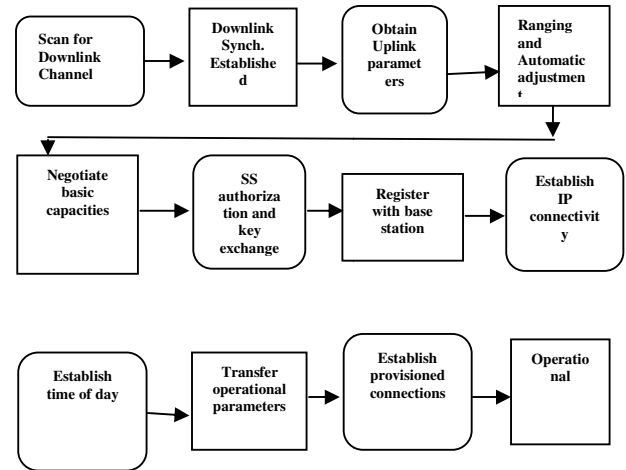 Scan for
Downlink
Channel
Downlink
Synch.
Establishe
d
Obtain
Uplink
paramet
ers
Ranging
and
Automatic
adjustmen
t
Negotiate
basic
capacities
SS
authoriza
tion and
key
exchange
Register
with base
station
Establish
IP
connectivit
y
Establish
time of day
Transfer
operational
parameters
Establish
provisioned
connections
Operatio
nal